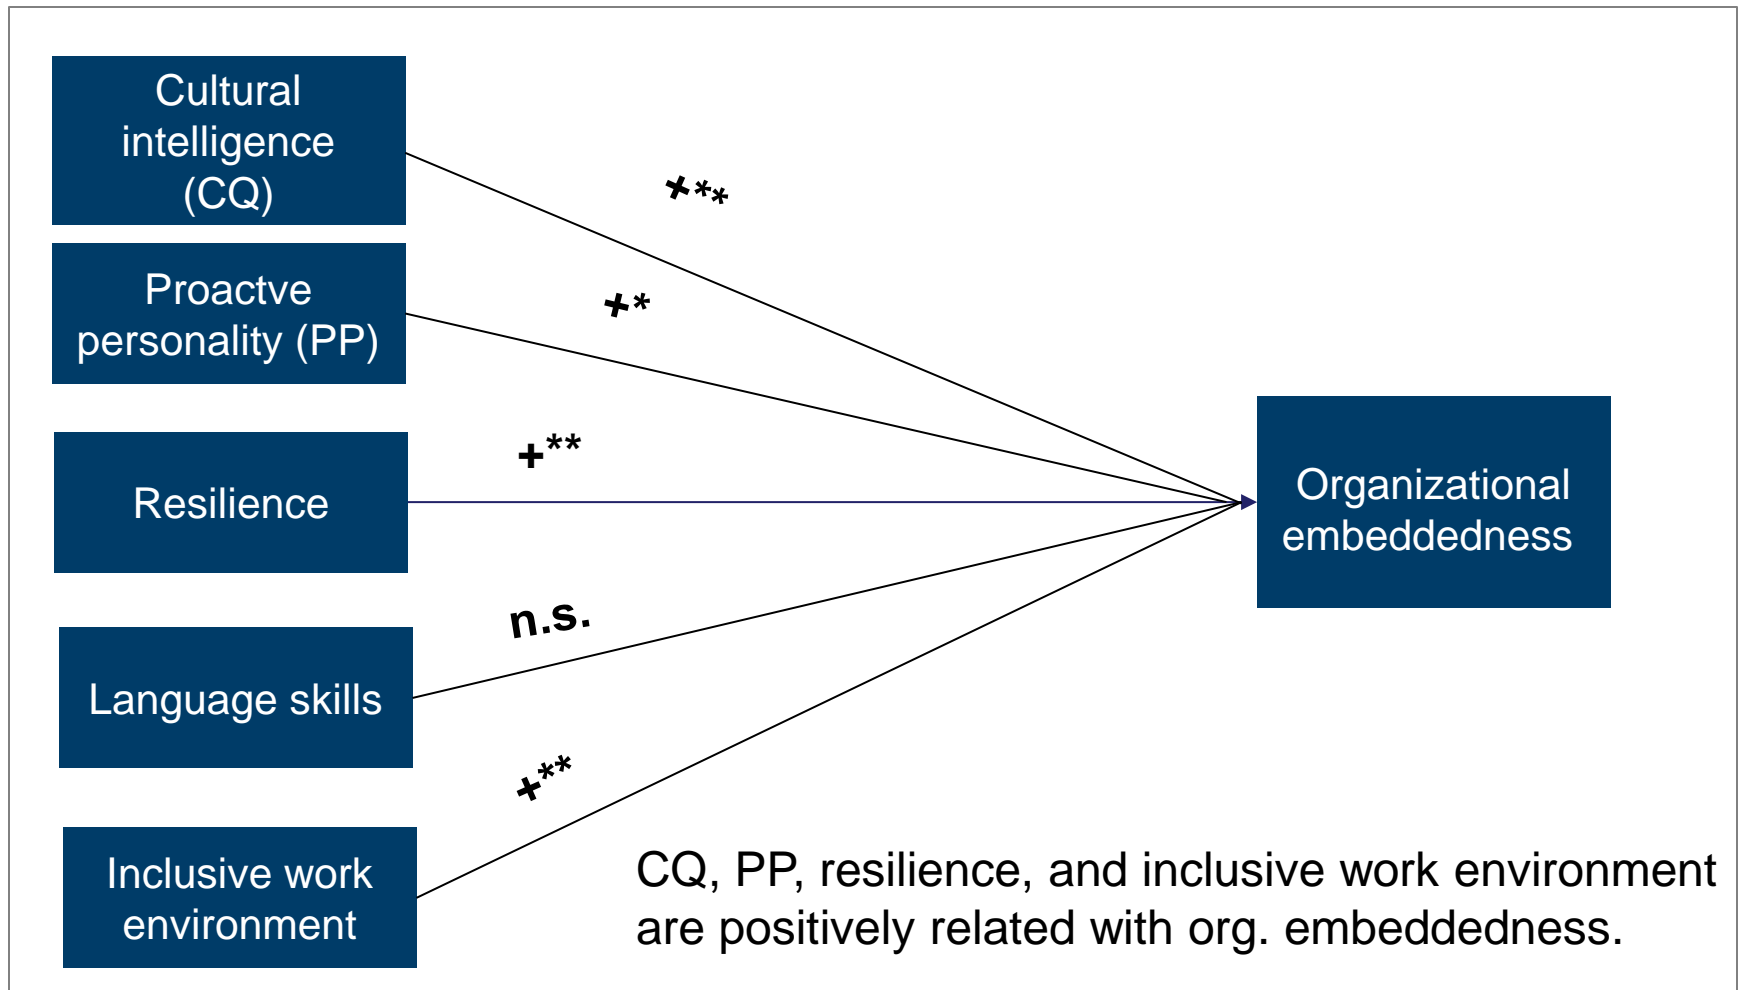 Cultural
intelligence
(CQ)
+**
Proactve
personality (PP)
+*
Resilience
+**
Organizational
embeddedness
Language skills
n.s.
Inclusive work
environment
+**
CQ, PP, resilience, and inclusive work environment
are positively related with org. embeddedness.